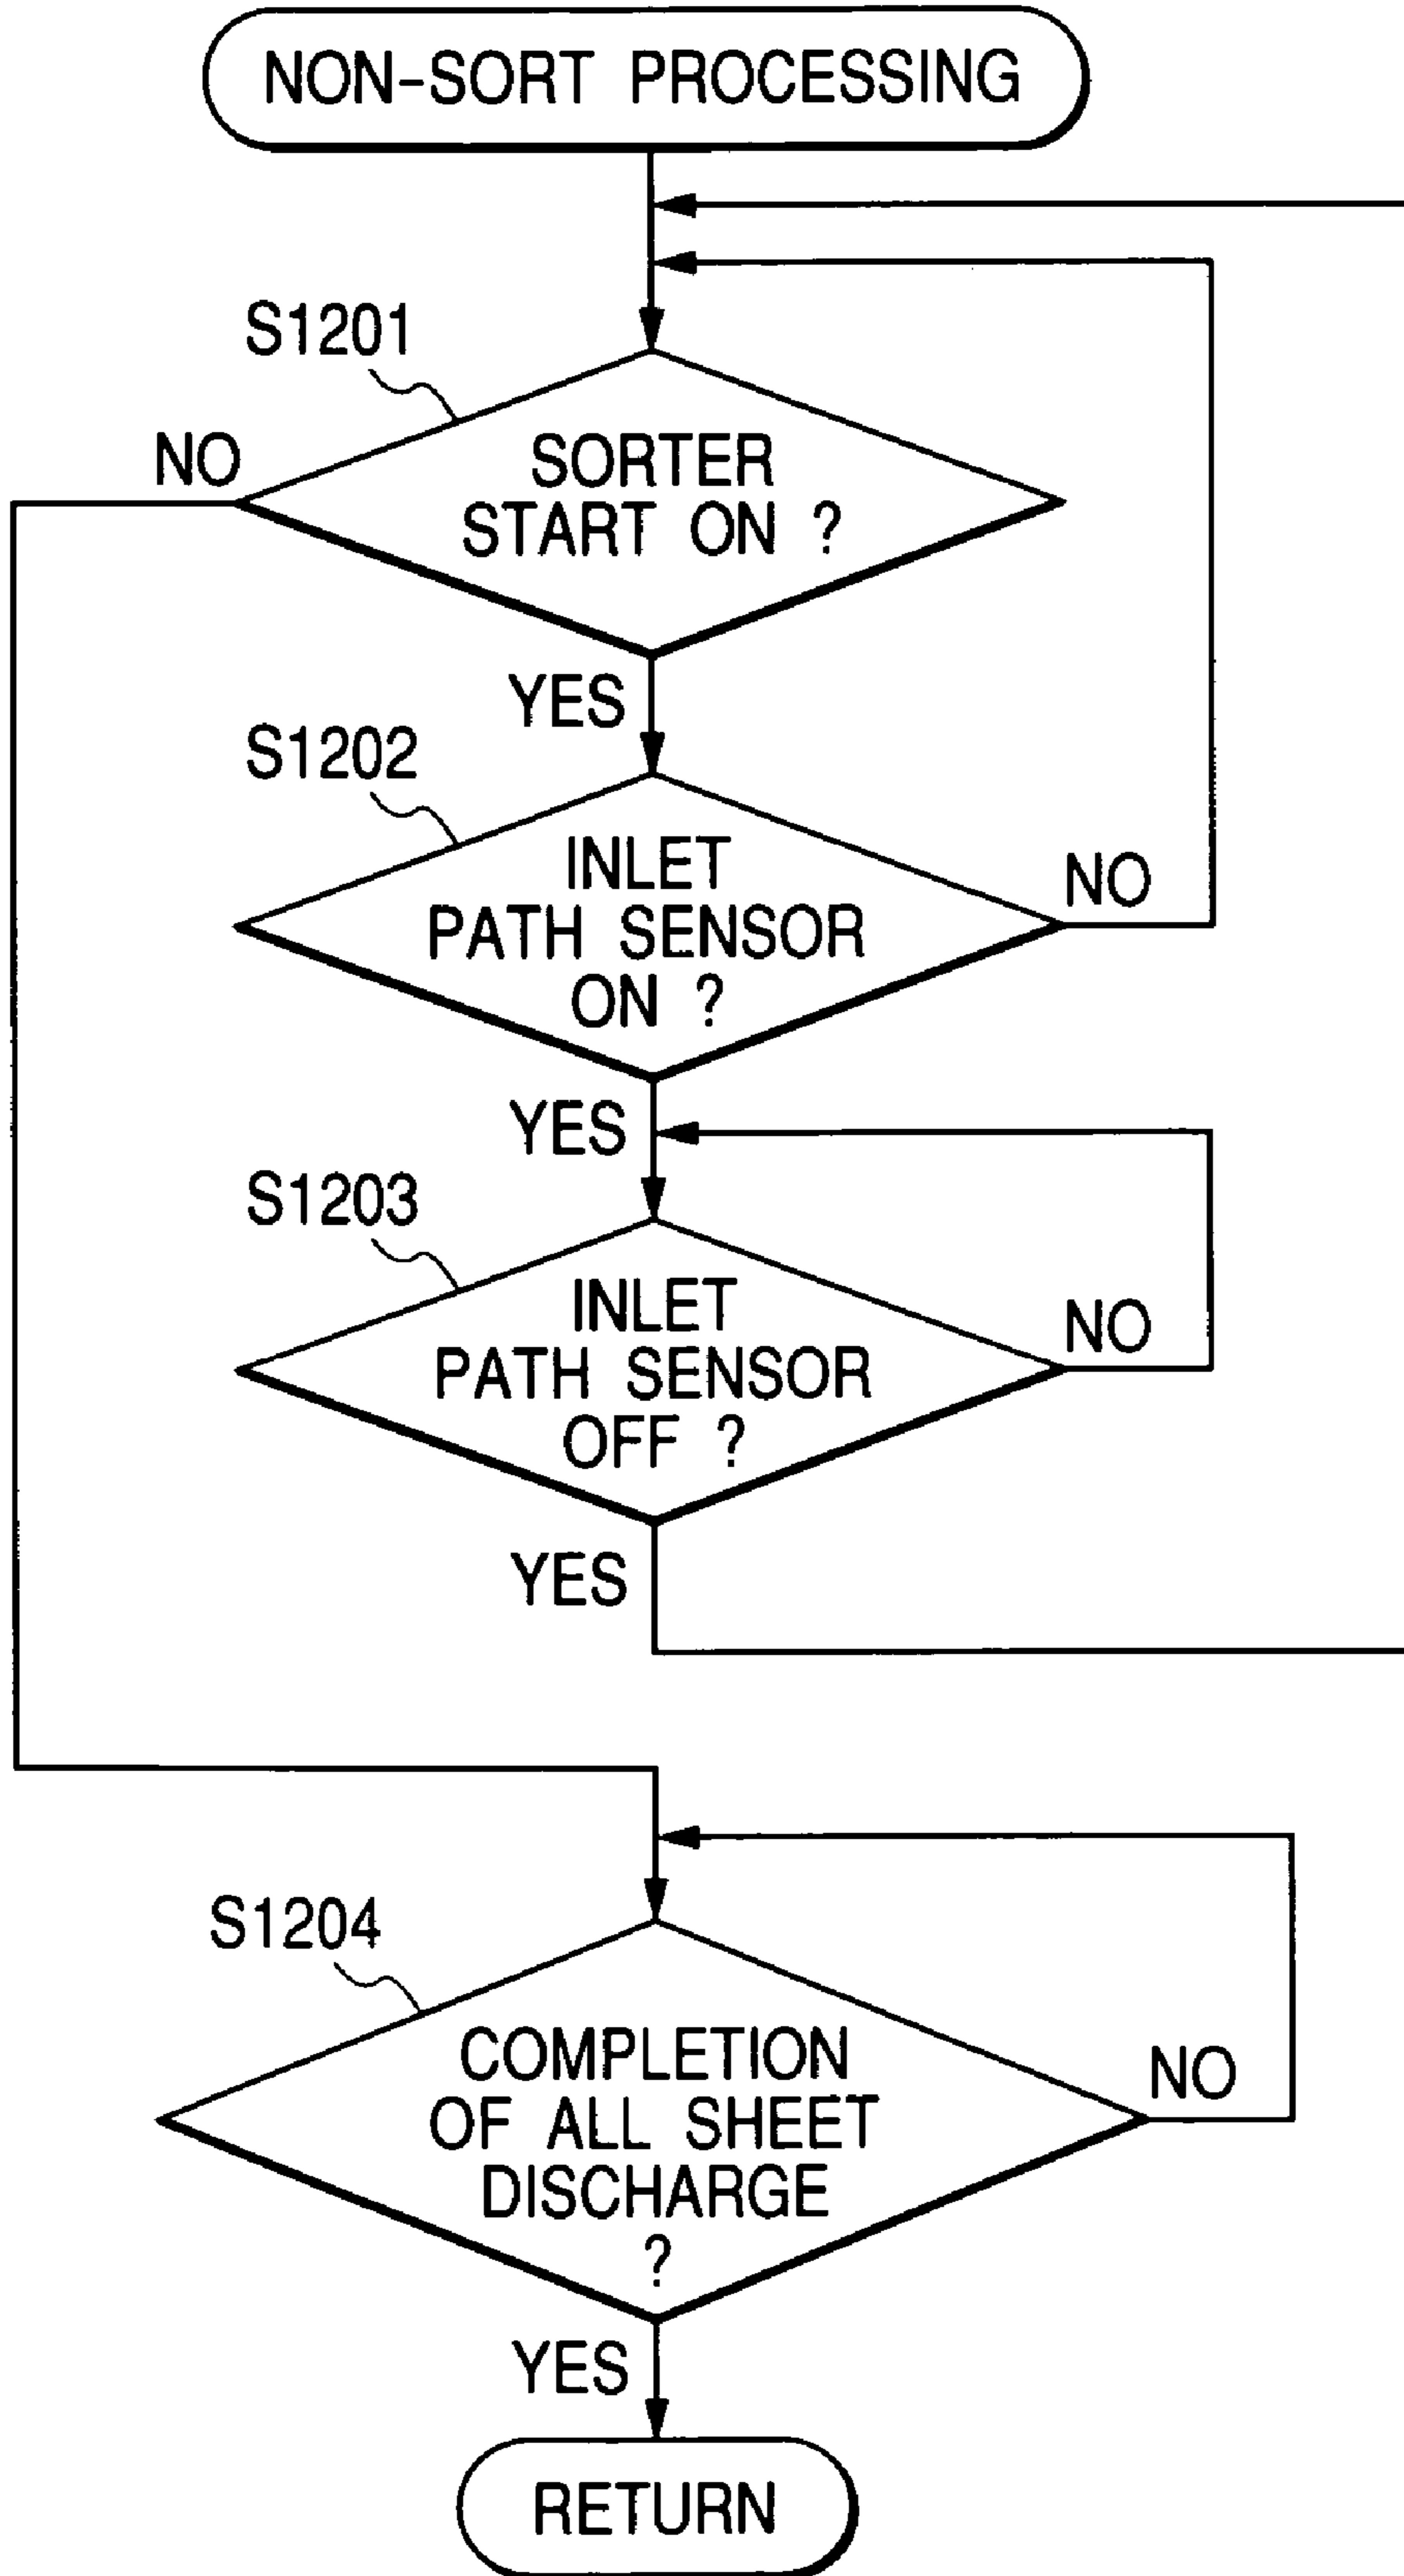 NON-SORT PROCESSING
S1201
NO
SORTER
START ON ?
YES
S1202
INLET
PATH SENSOR
ON ?
NO
YES
S1203
INLET
PATH SENSOR
OFF ?
NO
YES
S1204
COMPLETION
OF ALL SHEET
DISCHARGE
?
NO
YES
RETURN